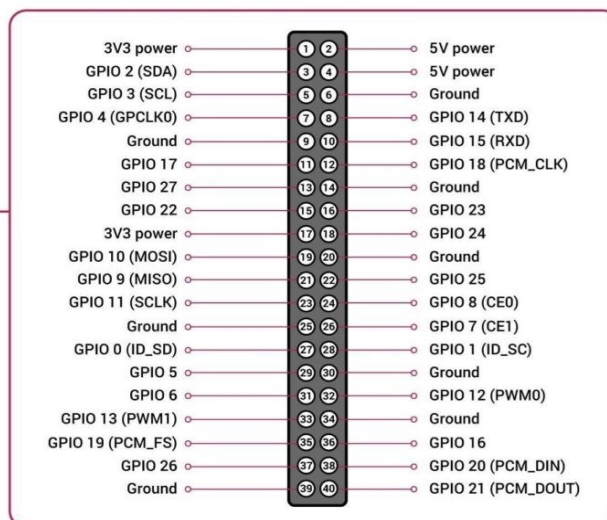 3V3 power 1 2 5V power
GPIO 2 (SDA) 3 4 5V power
GPIO 3 (SCL) 5 6 Ground
GPIO 4 (GPCLK0) 7 8 GPIO 14 (TXD)
Ground 9 10 GPIO 15 (RXD)
GPIO 17 11 12 GPIO 18 (PCM_CLK)
GPIO 27 13 14 Ground
GPIO 22 15 16 GPIO 23
3V3 power 17 18 GPIO 24
GPIO 10 (MOSI) 19 20 Ground
GPIO 9 (MISO) 21 22 GPIO 25
GPIO 11 (SCLK) 23 24 GPIO 8 (CE0)
Ground 25 26 GPIO 7 (CE1)
GPIO 0 (ID_SD) 27 28 GPIO 1 (ID_SC)
GPIO 5 29 30 Ground
GPIO 6 31 32 GPIO 12 (PWM0)
GPIO 13 (PWM1) 33 34 Ground
GPIO 19 (PCM_FS) 35 36 GPIO 16
GPIO 26 37 38 GPIO 20 (PCM_DIN)
Ground 39 40 GPIO 21 (PCM_DOUT)